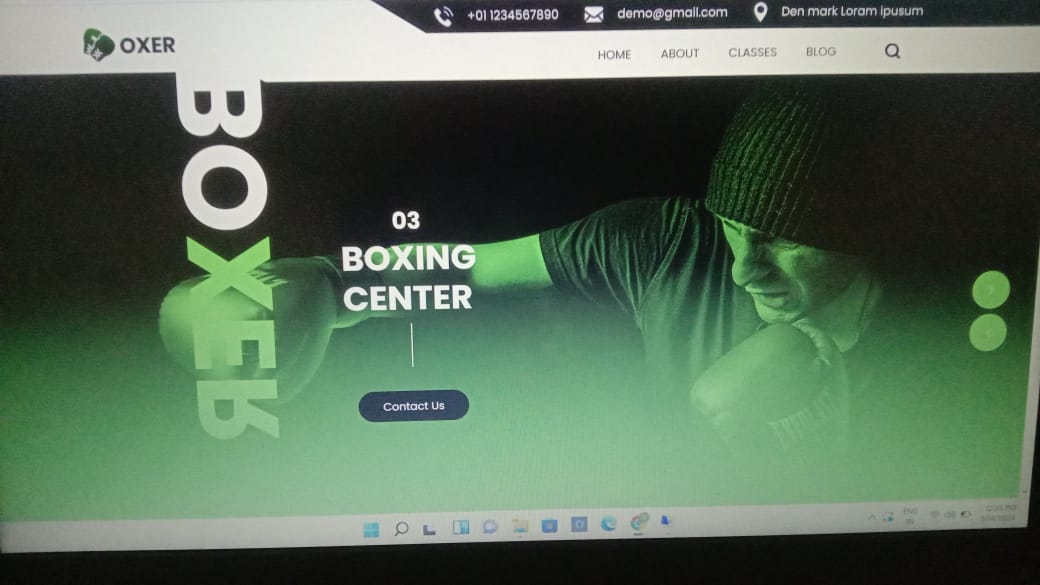 +01 1234567890 demo@gmail.com Den mark Loram ipusum
OXER HOME ABOUT CLASSES BLOG
BOXER
03
BOXING
CENTER
Contact Us
ENG
IN